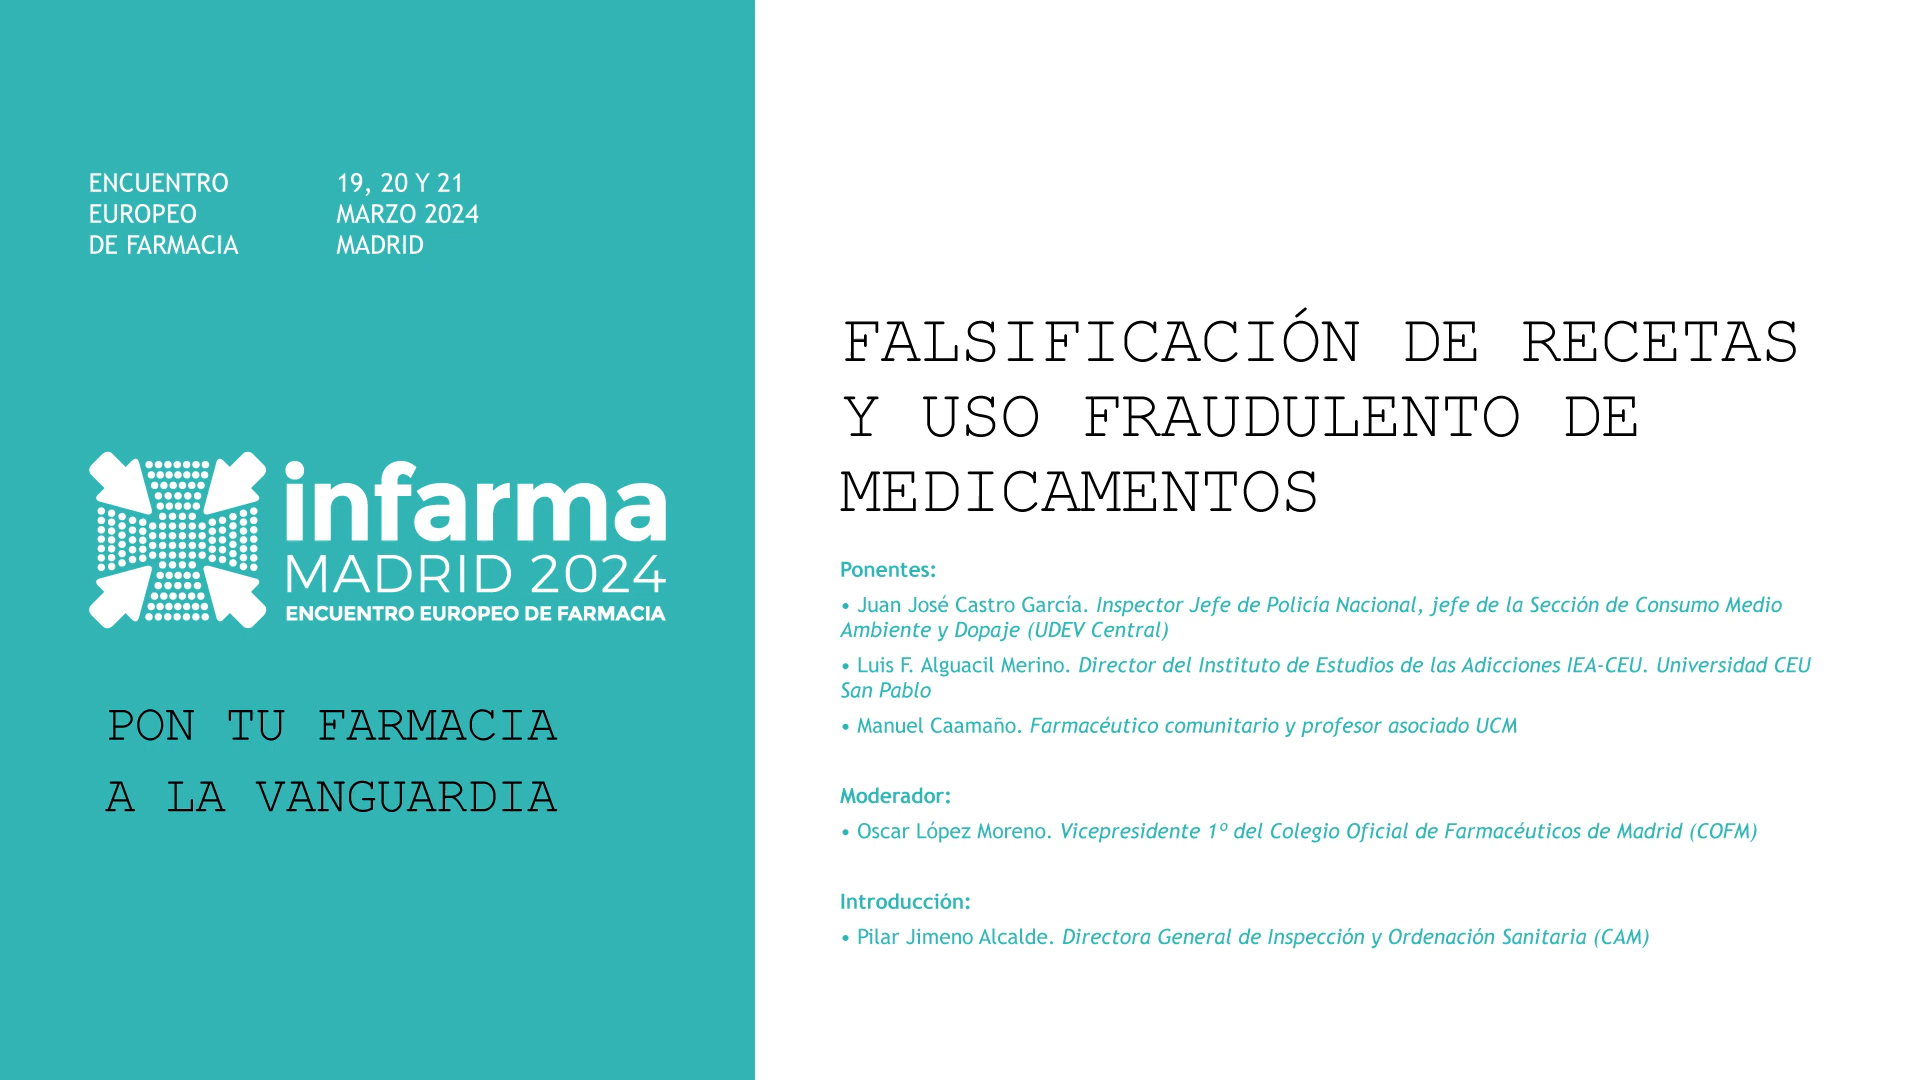 ENCUENTRO
EUROPEO
DE FARMACIA
19, 20 Y 21
MARZO 2024
MADRID
infarma
MADRID 2024
ENCUENTRO EUROPEO DE FARMACIA
PON TU FARMACIA
A LA VANGUARDIA
FALSIFICACIÓN DE RECETAS
Y USO FRAUDULENTO DE
MEDICAMENTOS
Ponentes:
• Juan José Castro García. Inspector Jefe de Policía Nacional, jefe de la Sección de Consumo Medio
Ambiente y Dopaje (UDEV Central)
• Luis F. Alguacil Merino. Director del Instituto de Estudios de las Adicciones IEA-CEU. Universidad CEU
San Pablo
• Manuel Caamaño. Farmacéutico comunitario y profesor asociado UCM
Moderador:
• Oscar López Moreno. Vicepresidente 1º del Colegio Oficial de Farmacéuticos de Madrid (COFM)
Introducción:
• Pilar Jimeno Alcalde. Directora General de Inspección y Ordenación Sanitaria (CAM)